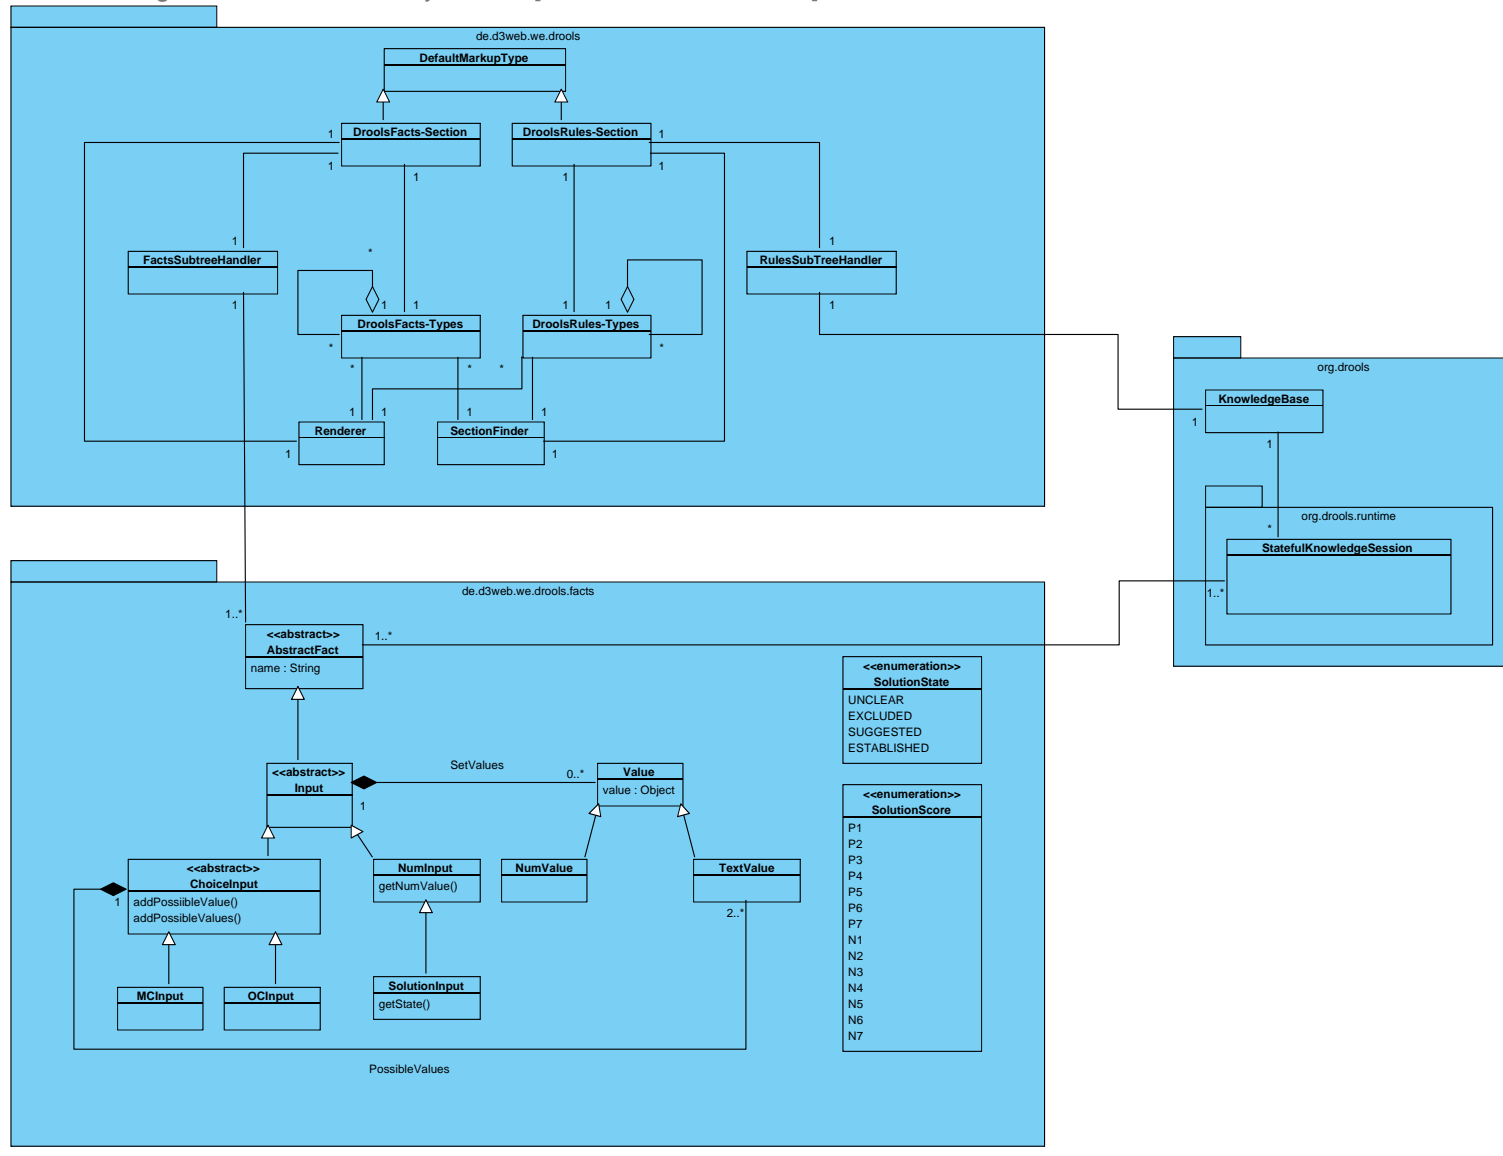 de.d3web.we.drools
DefaultMarkupType
1
DroolsFacts-Section
DroolsRules-Section
1
1
1
1
1
1
1
*
FactsSubtreeHandler
RulesSubTreeHandler
1
1
1
1
1
1
DroolsFacts-Types
DroolsRules-Types
*
*
*
*
*
1
1
1
1
Renderer
SectionFinder
1
1
org.drools
KnowledgeBase
1
1
org.drools.runtime
*
StatefulKnowledgeSession
1..*
de.d3web.we.drools.facts
1..*
<<abstract>>
AbstractFact
name : String
1..*
<<enumeration>>
SolutionState
UNCLEAR
EXCLUDED
SUGGESTED
ESTABLISHED
SetValues
<<abstract>>
Input
1
0..*
Value
value : Object
<<enumeration>>
SolutionScore
P1
P2
P3
P4
P5
P6
P7
N1
N2
N3
N4
N5
N6
N7
<<abstract>>
ChoiceInput
addPossiibleValue()
addPossibleValues()
1
NumInput
getNumValue()
NumValue
TextValue
2..*
MCInput
OCInput
SolutionInput
getState()
PossibleValues